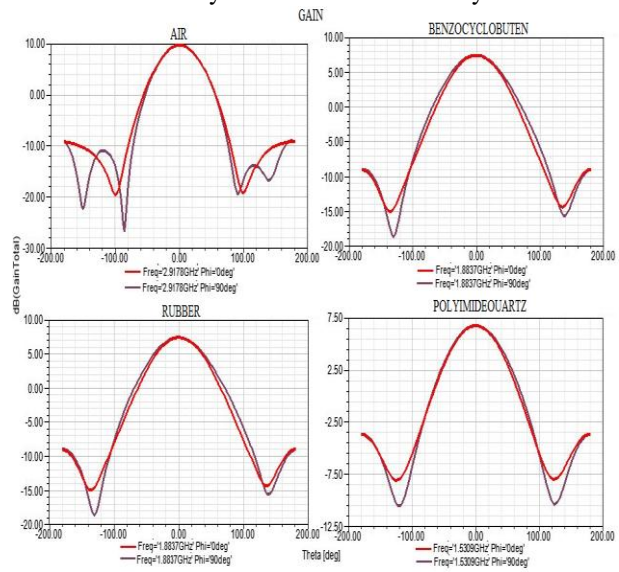 GAIN
AIR
10.00
0.00
-10.00
-20.00
-30.00
-200.00 -100.00 0.00 100.00 200.00
Freq='2.9178GHz' Phi='0deg'
Freq='2.9178GHz' Phi='90deg'
BENZOCYCLOBUTEN
10.00
5.00
0.00
-5.00
-10.00
-15.00
-20.00
-200.00 -100.00 0.00 100.00 200.00
Freq='1.8837GHz' Phi='0deg'
Freq='1.8837GHz' Phi='90deg'
dB(GainTotal)
RUBBER
10.00
5.00
0.00
-5.00
-10.00
-15.00
-20.00
-200.00 -100.00 0.00 100.00 200.00
Freq='1.8837GHz' Phi='0deg'
Freq='1.8837GHz' Phi='90deg'
POLYIMIDEQUARTZ
7.50
2.50
-2.50
-7.50
-12.50
-200.00 -100.00 0.00 100.00 200.00
Freq='1.5309GHz' Phi='0deg'
Freq='1.5309GHz' Phi='90deg'
Theta [deg]